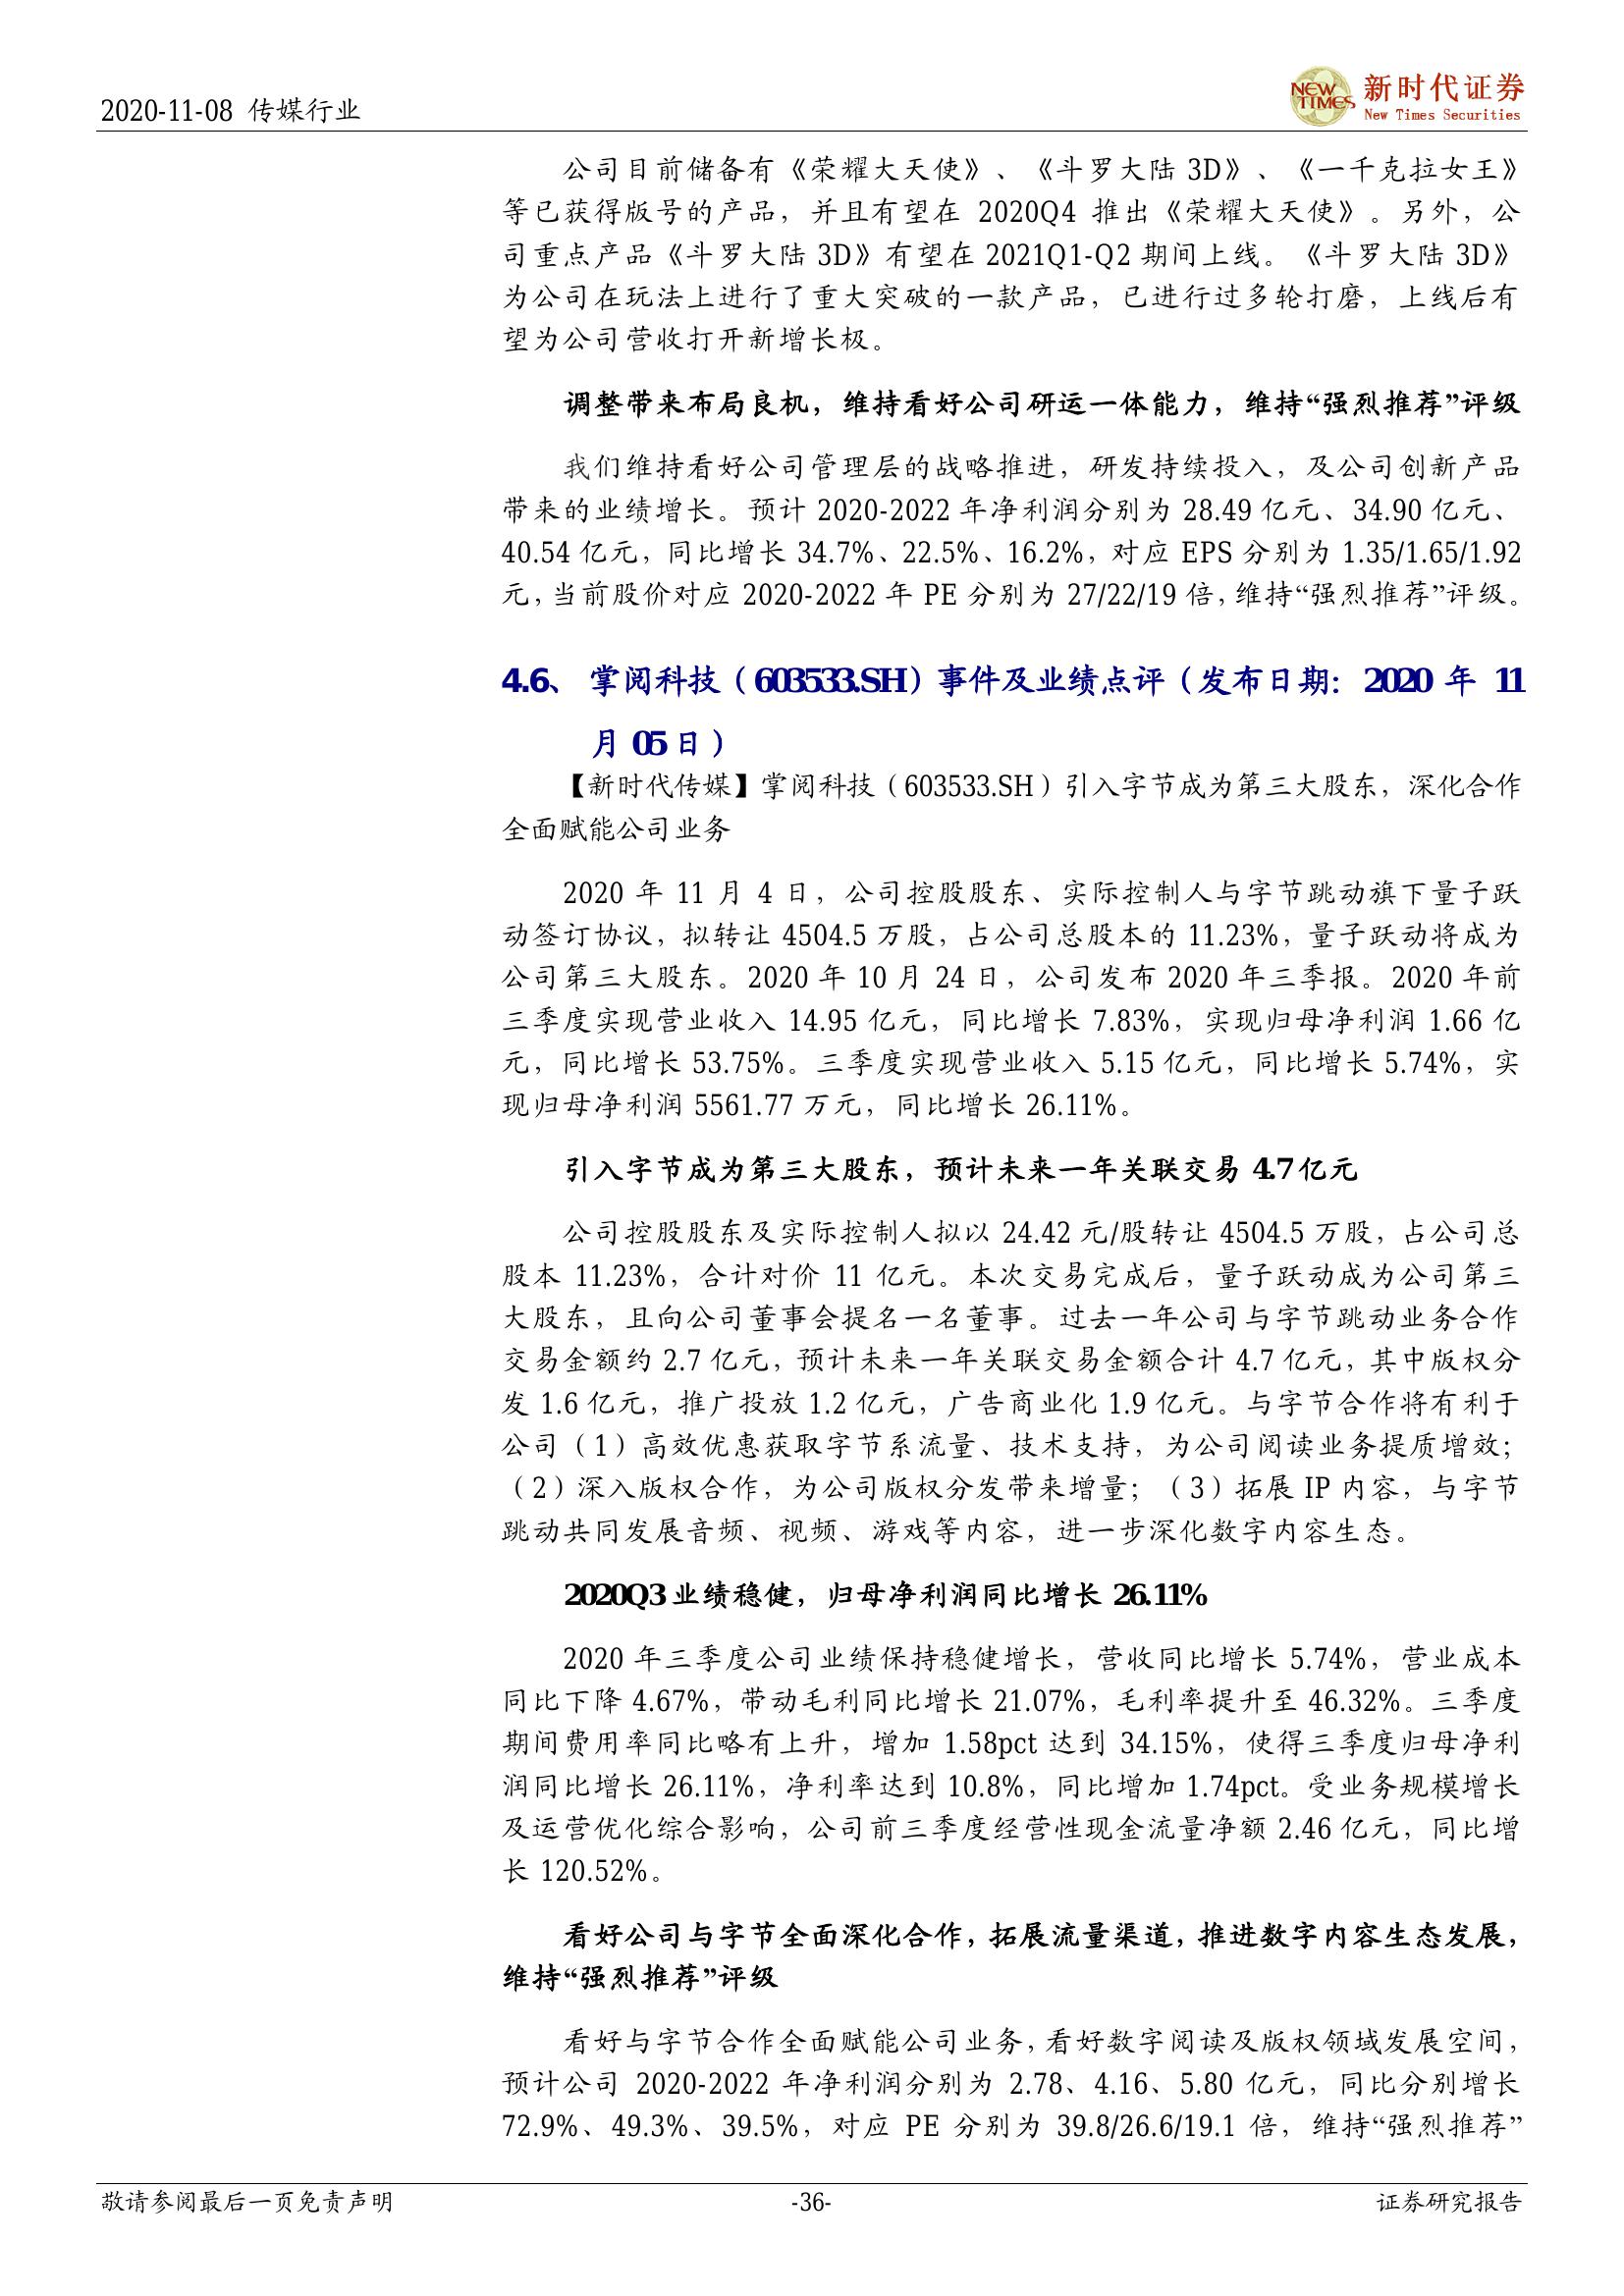 2020-11-08 传媒行业
NEW TIMES
新时代证券
New Times Securities
公司目前储备有《荣耀大天使》、《斗罗大陆 3D》、《一千克拉女王》
等已获得版号的产品，并且有望在 2020Q4 推出《荣耀大天使》。另外，公
司重点产品《斗罗大陆 3D》有望在 2021Q1-Q2 期间上线。《斗罗大陆 3D》
为公司在玩法上进行了重大突破的一款产品，已进行过多轮打磨，上线后有
望为公司营收打开新增长极。
调整带来布局良机，维持看好公司研运一体能力，维持“强烈推荐”评级
我们维持看好公司管理层的战略推进，研发持续投入，及公司创新产品
带来的业绩增长。预计 2020-2022 年净利润分别为 28.49 亿元、34.90 亿元、
40.54 亿元，同比增长 34.7%、22.5%、16.2%，对应 EPS 分别为 1.35/1.65/1.92
元，当前股价对应 2020-2022 年 PE 分别为 27/22/19 倍，维持“强烈推荐”评级。
4.6、 掌阅科技（603533.SH）事件及业绩点评（发布日期：2020 年 11
月 05 日）
【新时代传媒】掌阅科技（603533.SH）引入字节成为第三大股东，深化合作
全面赋能公司业务
2020 年 11 月 4 日，公司控股股东、实际控制人与字节跳动旗下量子跃
动签订协议，拟转让 4504.5 万股，占公司总股本的 11.23%，量子跃动将成为
公司第三大股东。2020 年 10 月 24 日，公司发布 2020 年三季报。2020 年前
三季度实现营业收入 14.95 亿元，同比增长 7.83%，实现归母净利润 1.66 亿
元，同比增长 53.75%。三季度实现营业收入 5.15 亿元，同比增长 5.74%，实
现归母净利润 5561.77 万元，同比增长 26.11%。
引入字节成为第三大股东，预计未来一年关联交易 4.7 亿元
公司控股股东及实际控制人拟以 24.42 元/股转让 4504.5 万股，占公司总
股本 11.23%，合计对价 11 亿元。本次交易完成后，量子跃动成为公司第三
大股东，且向公司董事会提名一名董事。过去一年公司与字节跳动业务合作
交易金额约 2.7 亿元，预计未来一年关联交易金额合计 4.7 亿元，其中版权分
发 1.6 亿元，推广投放 1.2 亿元，广告商业化 1.9 亿元。与字节合作将有利于
公司（1）高效优惠获取字节系流量、技术支持，为公司阅读业务提质增效；
（2）深入版权合作，为公司版权分发带来增量；（3）拓展 IP 内容，与字节
跳动共同发展音频、视频、游戏等内容，进一步深化数字内容生态。
2020Q3 业绩稳健，归母净利润同比增长 26.11%
2020 年三季度公司业绩保持稳健增长，营收同比增长 5.74%，营业成本
同比下降 4.67%，带动毛利同比增长 21.07%，毛利率提升至 46.32%。三季度
期间费用率同比略有上升，增加 1.58pct 达到 34.15%，使得三季度归母净利
润同比增长 26.11%，净利率达到 10.8%，同比增加 1.74pct。受业务规模增长
及运营优化综合影响，公司前三季度经营性现金流量净额 2.46 亿元，同比增
长 120.52%。
看好公司与字节全面深化合作，拓展流量渠道，推进数字内容生态发展，
维持“强烈推荐”评级
看好与字节合作全面赋能公司业务，看好数字阅读及版权领域发展空间，
预计公司 2020-2022 年净利润分别为 2.78、4.16、5.80 亿元，同比分别增长
72.9%、49.3%、39.5%，对应 PE 分别为 39.8/26.6/19.1 倍，维持“强烈推荐”
敬请参阅最后一页免责声明
-36-
证券研究报告